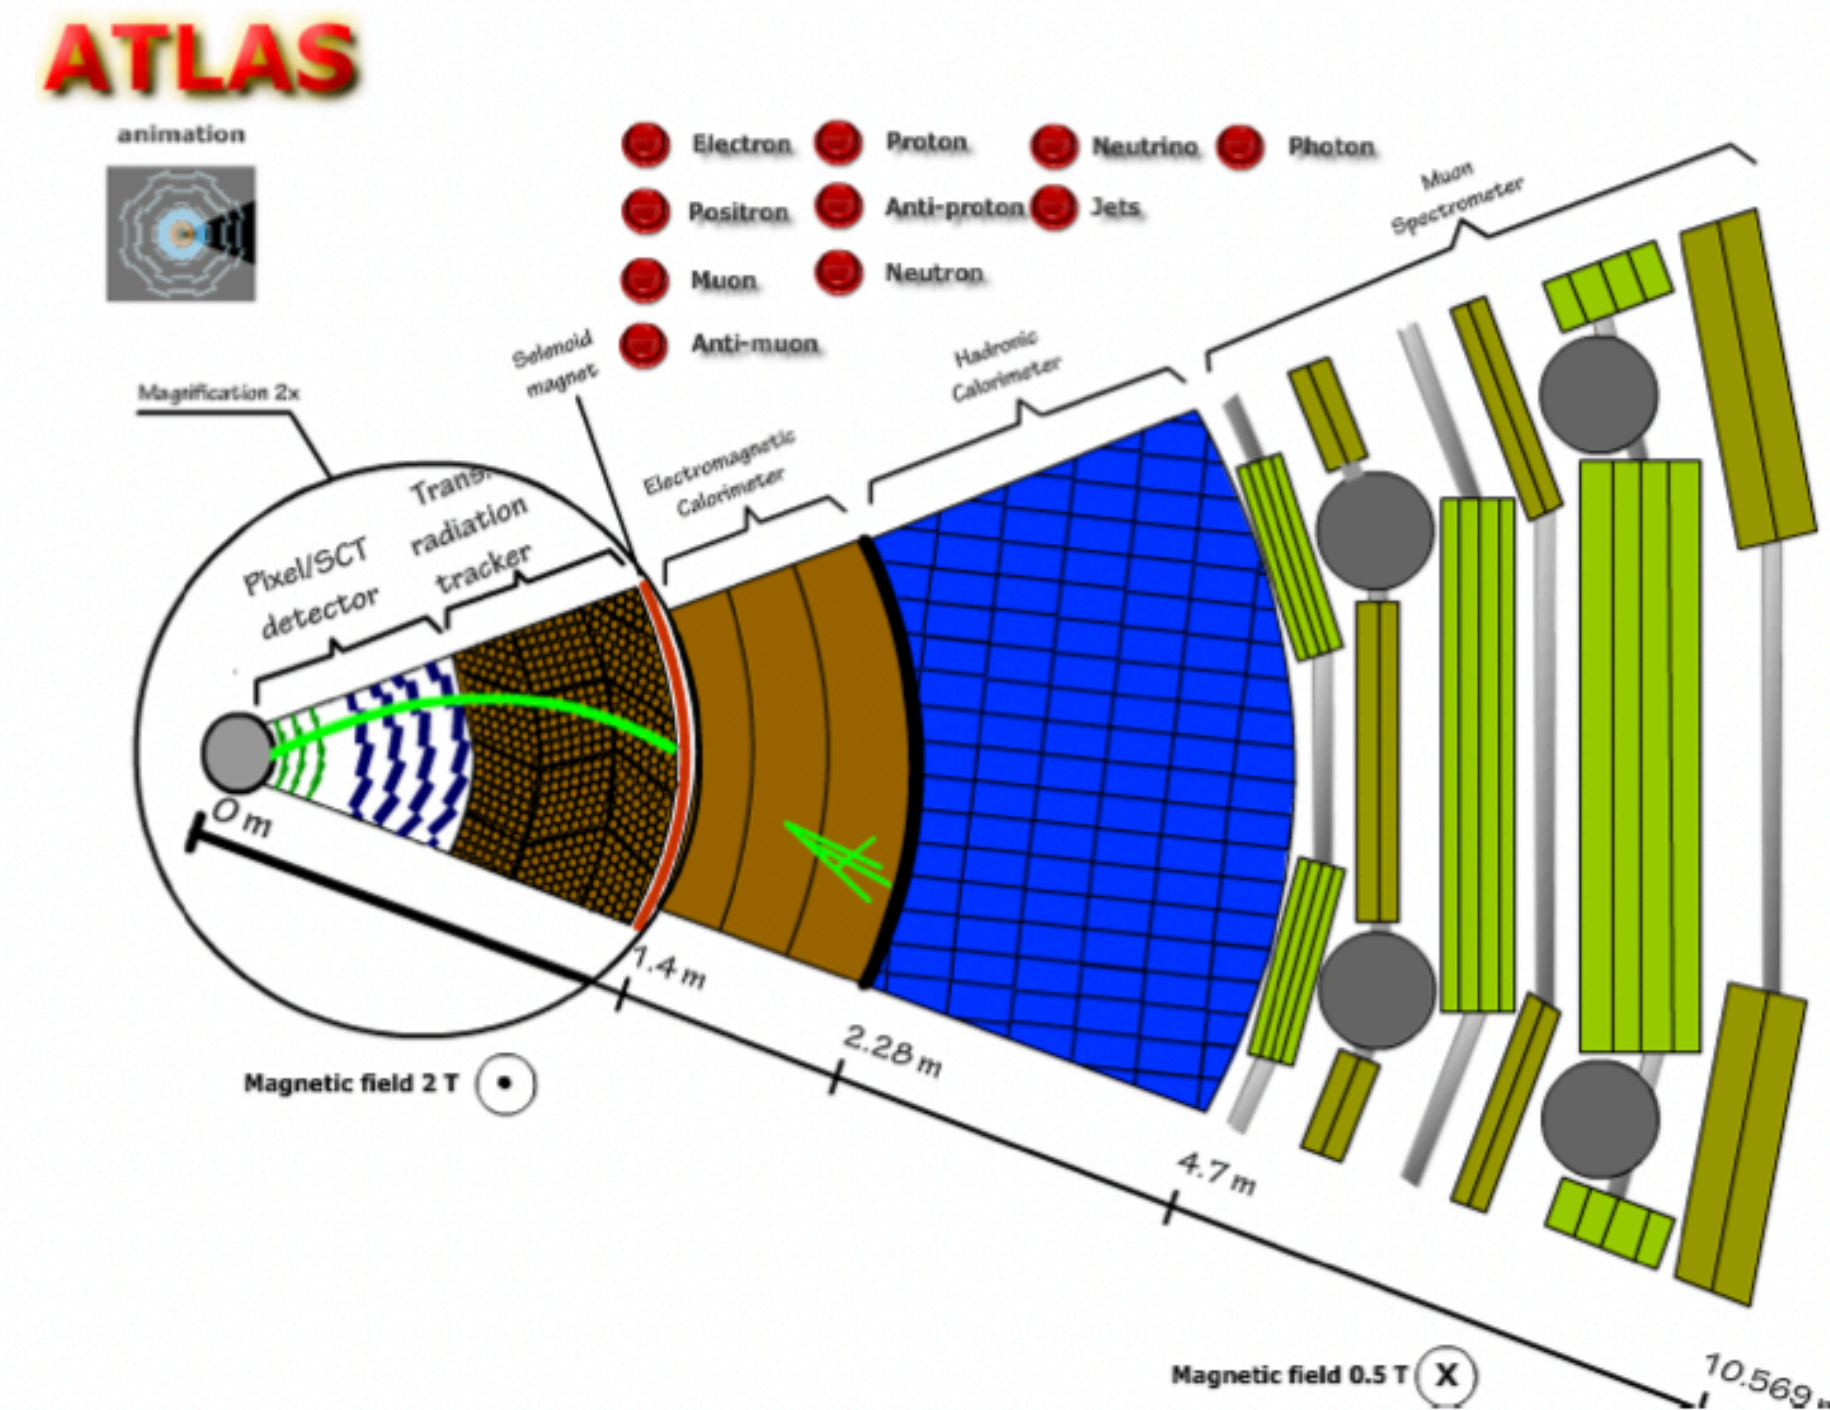 ATLAS
animation
Electron
Proton
Neutrino
Photon
Positron
Anti-proton
Jets
Muon
Neutron
Anti-muon
Muon
Spectrometer
Solenoid
magnet
Hadronic
Calorimeter
Magnification 2x
Electromagnetic
Calorimeter
Trans.
radiation
tracker
Pixel/SCT
detector
0 m
1.4 m
2.28 m
4.7 m
10.569
Magnetic field 2 T
Magnetic field 0.5 T X